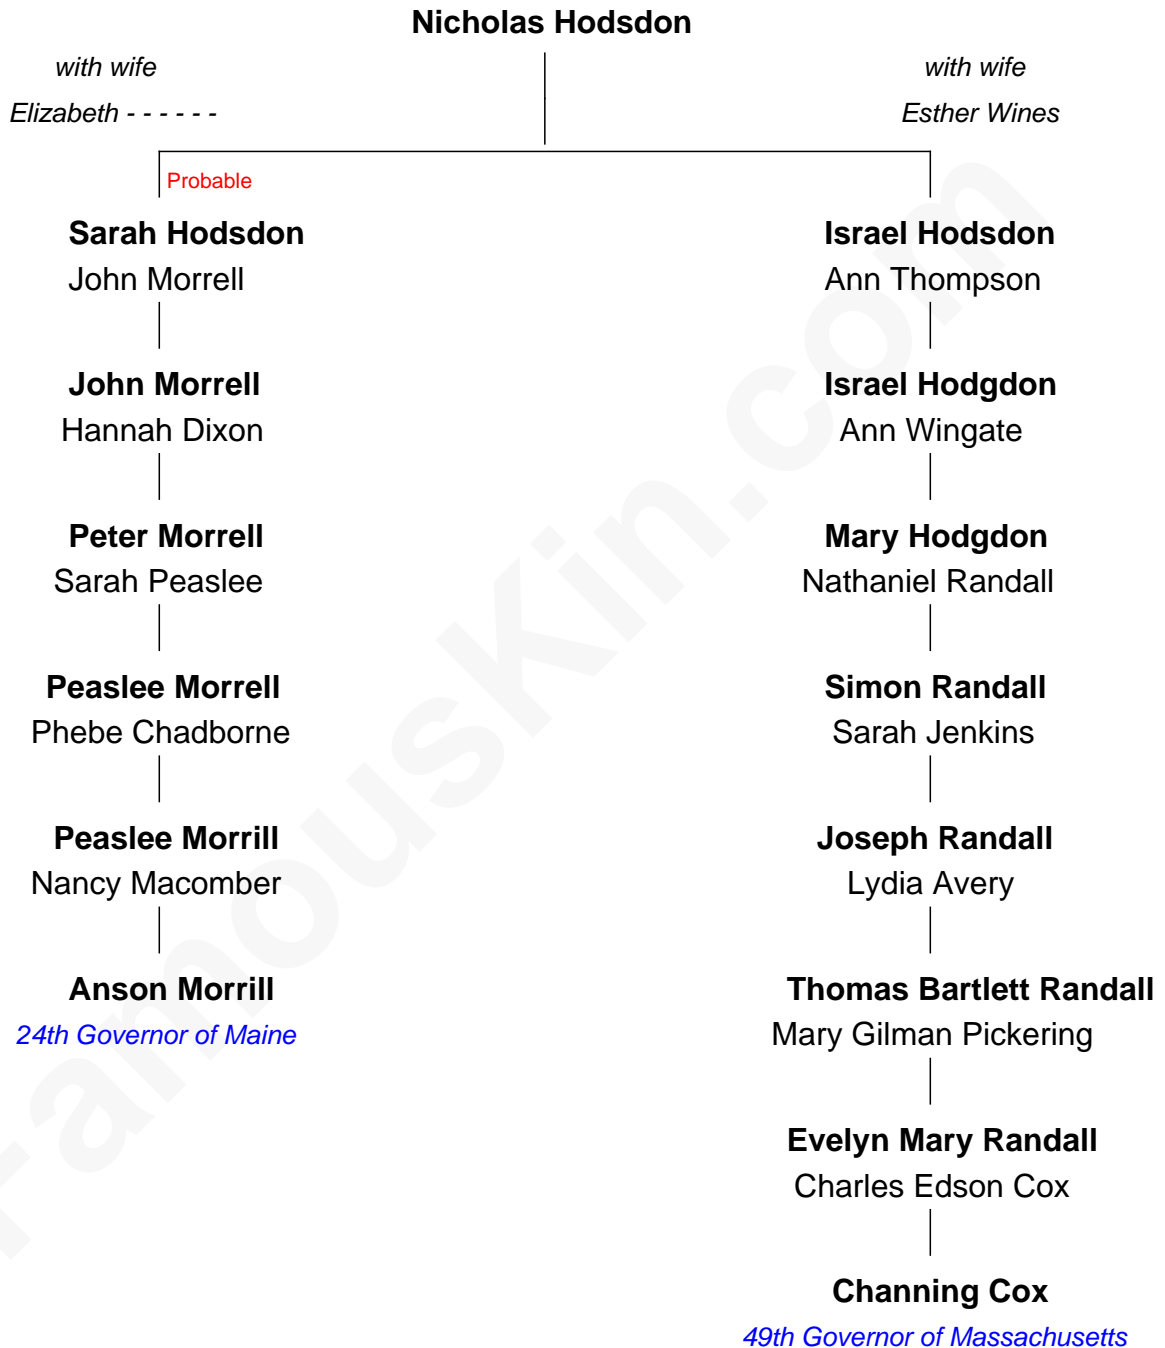 Nicholas Hodsdon
with wife
Elizabeth - - - - - -
with wife
Esther Wines
Probable
Sarah Hodsdon
John Morrell
John Morrell
Hannah Dixon
Peter Morrell
Sarah Peaslee
Peaslee Morrell
Phebe Chadborne
Peaslee Morrill
Nancy Macomber
Anson Morrill
24th Governor of Maine
Israel Hodsdon
Ann Thompson
Israel Hodgdon
Ann Wingate
Mary Hodgdon
Nathaniel Randall
Simon Randall
Sarah Jenkins
Joseph Randall
Lydia Avery
Thomas Bartlett Randall
Mary Gilman Pickering
Evelyn Mary Randall
Charles Edson Cox
Channing Cox
49th Governor of Massachusetts
FamousKin.com